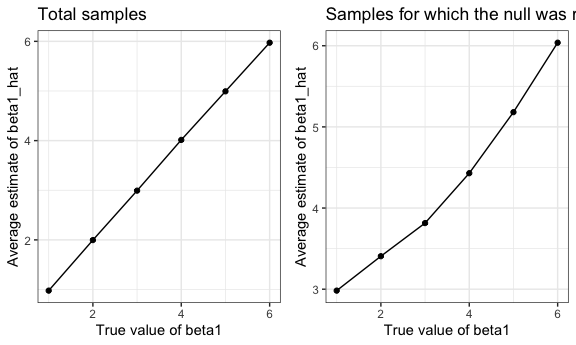 Total samples
Samples for which the null was
6
4
2
Average estimate of beta1_hat
2
4
6
True value of beta1
6
5
4
3
Average estimate of beta1_hat
2
4
6
True value of beta1